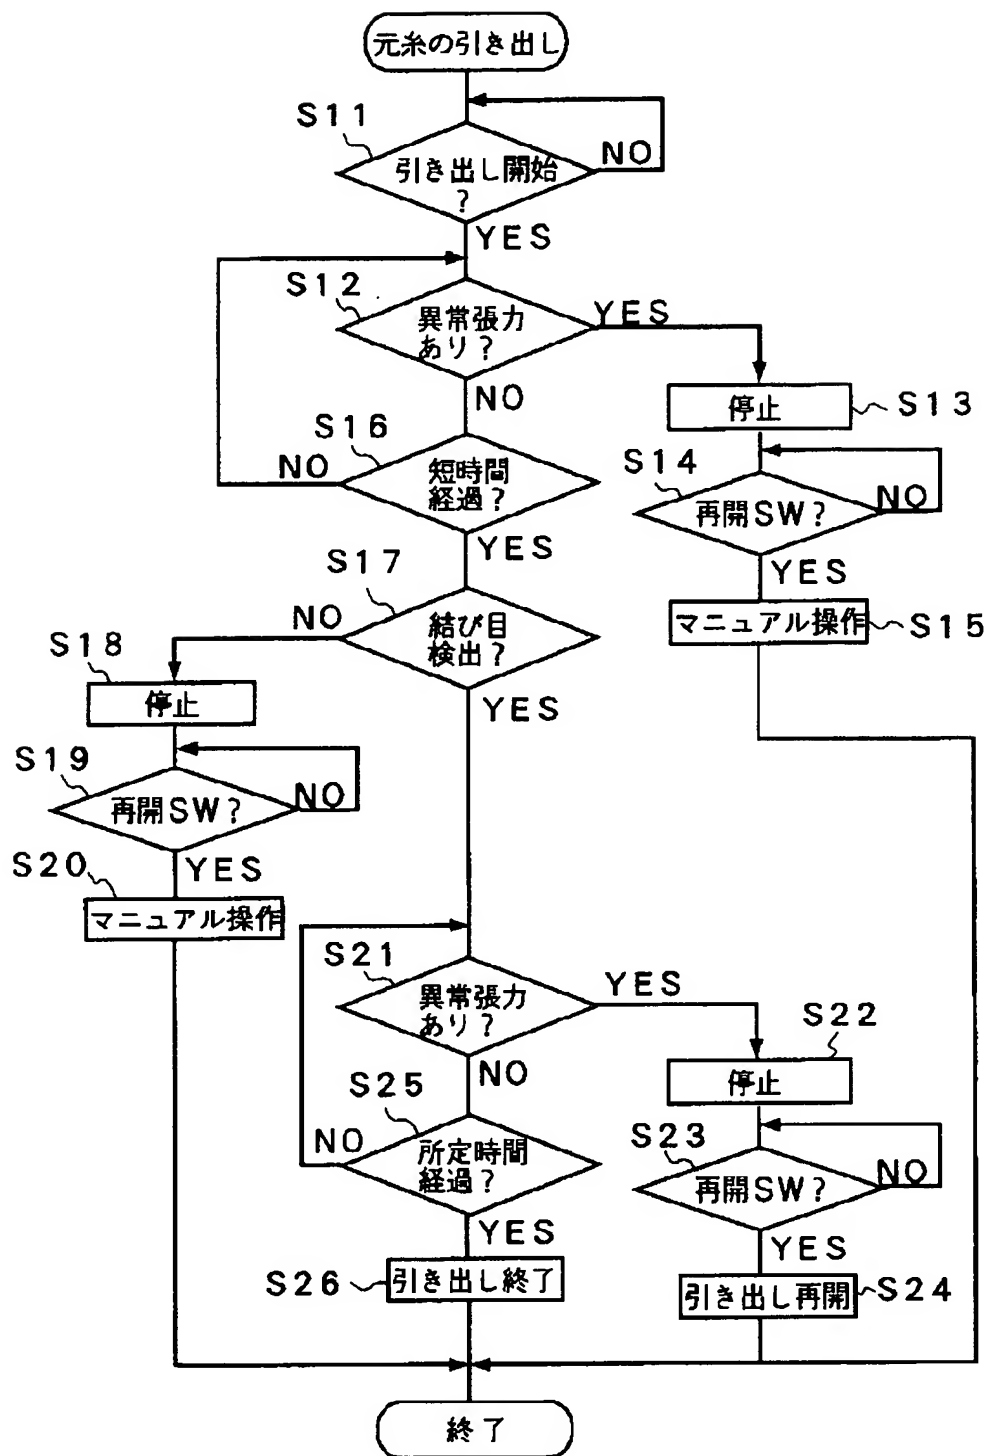 元糸の引き出し
S11
引き出し開始
?
NO
YES
S12
異常張力
あり?
YES
NO
停止
S13
S16
短時間
経過?
NO
YES
S14
再開SW?
NO
YES
マニュアル操作
S15
S17
結び目
検出?
NO
YES
S18
停止
S19
再開SW?
NO
YES
S20
マニュアル操作
S21
異常張力
あり?
YES
NO
S22
停止
S25
所定時間
経過?
NO
YES
S23
再開SW?
NO
YES
S26
引き出し終了
引き出し再開
S24
終了